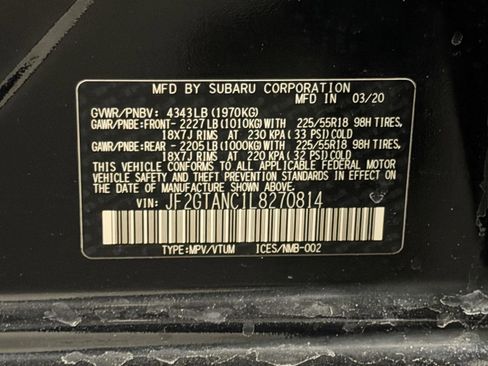 MFD BY SUBARU CORPORATION
MFD IN 03/20
GVWR/PNBV: 4343LB (1970KG)
GAWR/PNBE:FRONT- 2227 LB (1010KG) WITH 225/55R18 98H TIRES,
18X7J RIMS AT 230 KPA (33 PSI) COLD
GAWR/PNBE:REAR - 2205 LB (1000KG) WITH 225/55R18 98H TIRES,
18X7J RIMS AT 220 KPA (32 PSI) COLD
THIS VEHICLE CONFORMS TO ALL APPLICABLE FEDERAL MOTOR
VEHICLE SAFETY AND THEFT PREVENTION STANDARDS IN EFFECT
ON THE DATE OF MANUFACTURE SHOWN ABOVE.
VIN: JF2GTANC1L8270814
TYPE:MPV/VTUM ICES/NMB-002